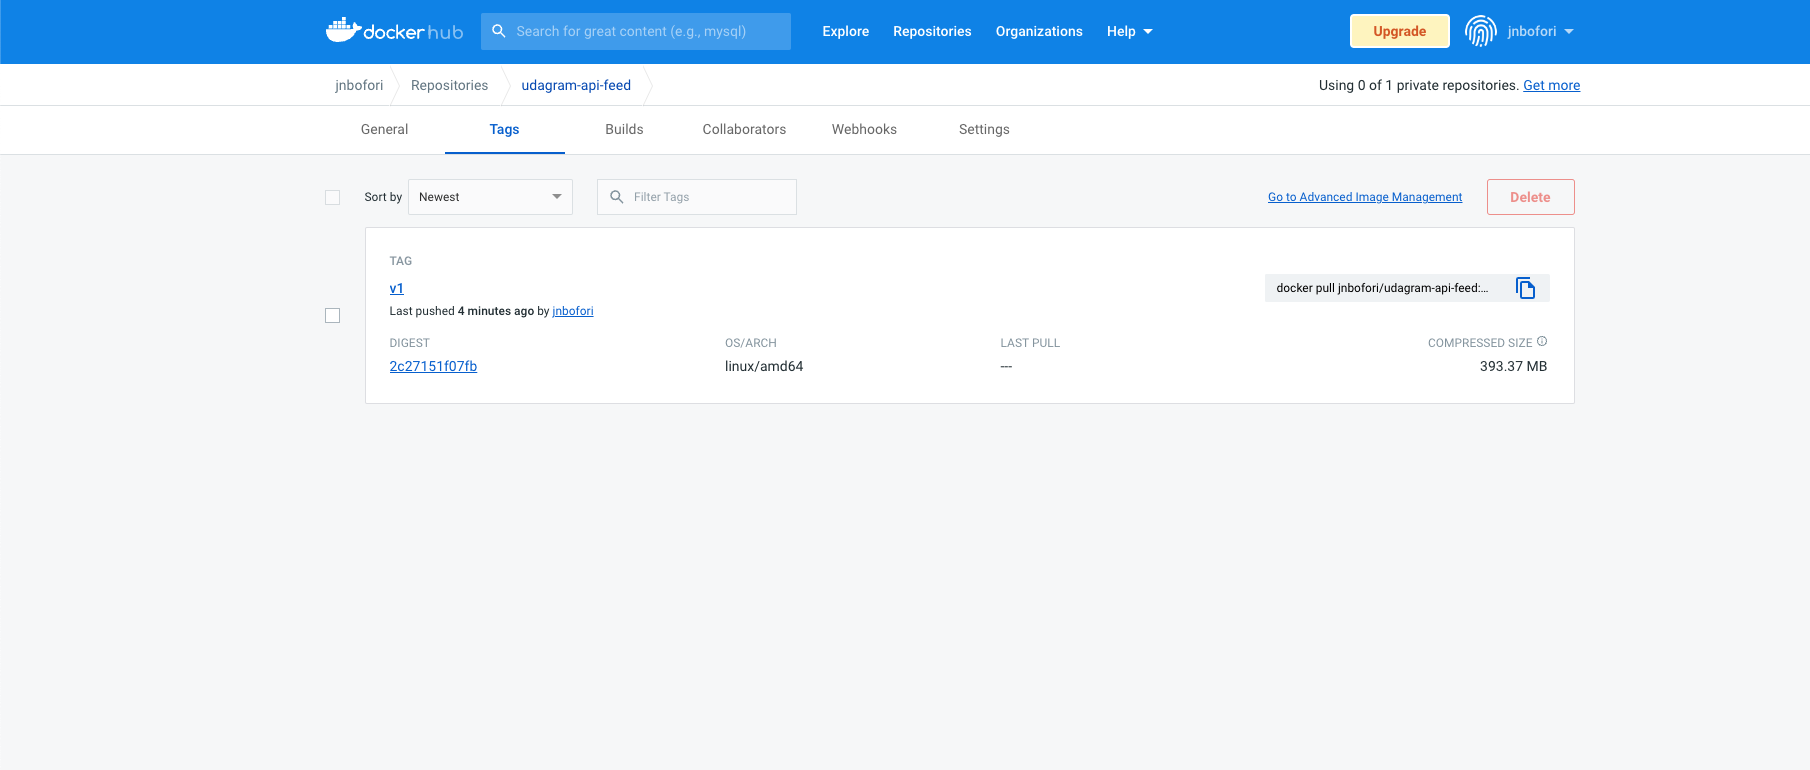 docker hub Search for great content (e.g., mysql) Explore Repositories Organizations Help Upgrade jnbofori
jnbofori Repositories udagram-api-feed Using 0 of 1 private repositories. Get more
General Tags Builds Collaborators Webhooks Settings
Sort by Newest Filter Tags Go to Advanced Image Management Delete
TAG
v1 docker pull jnbofori/udagram-api-feed:...
Last pushed 4 minutes ago by jnbofori
DIGEST OS/ARCH LAST PULL COMPRESSED SIZE
2c27151f07fb linux/amd64 --- 393.37 MB